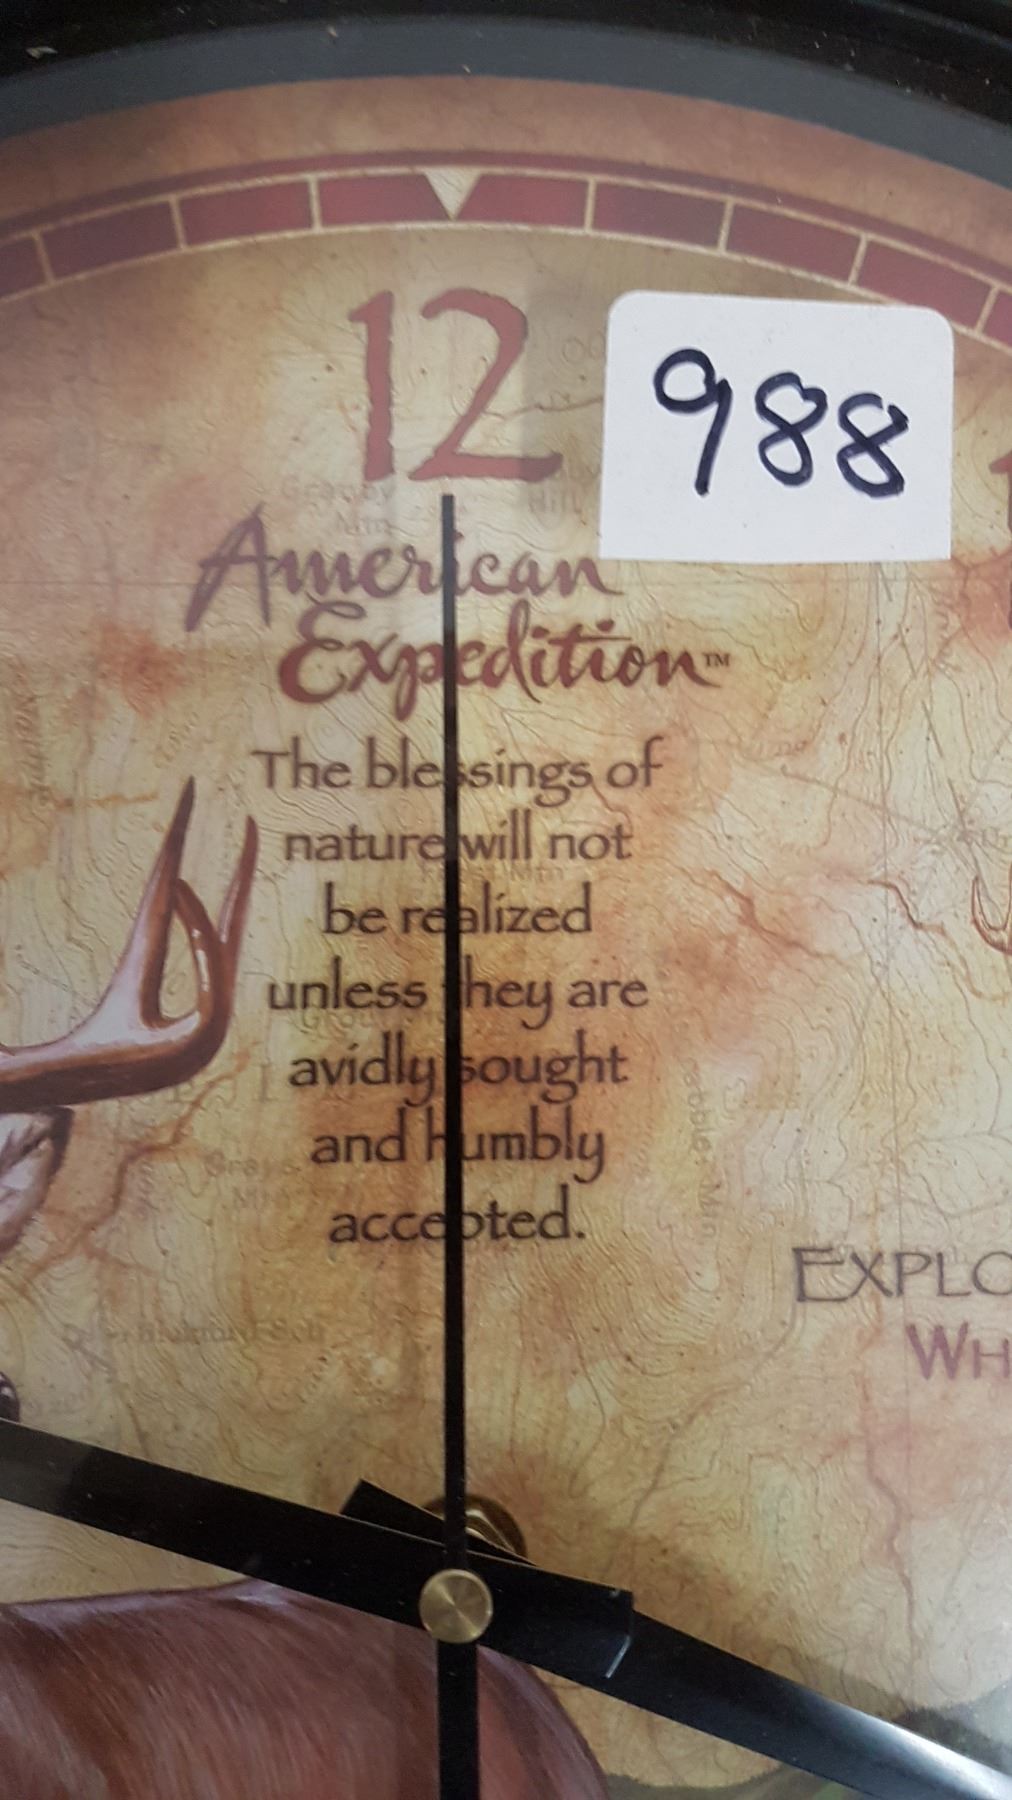 12
988
American
Expedition™
The blessings of
nature will not
be realized
unless they are
avidly sought
and humbly
accepted.
EXPLO
WH